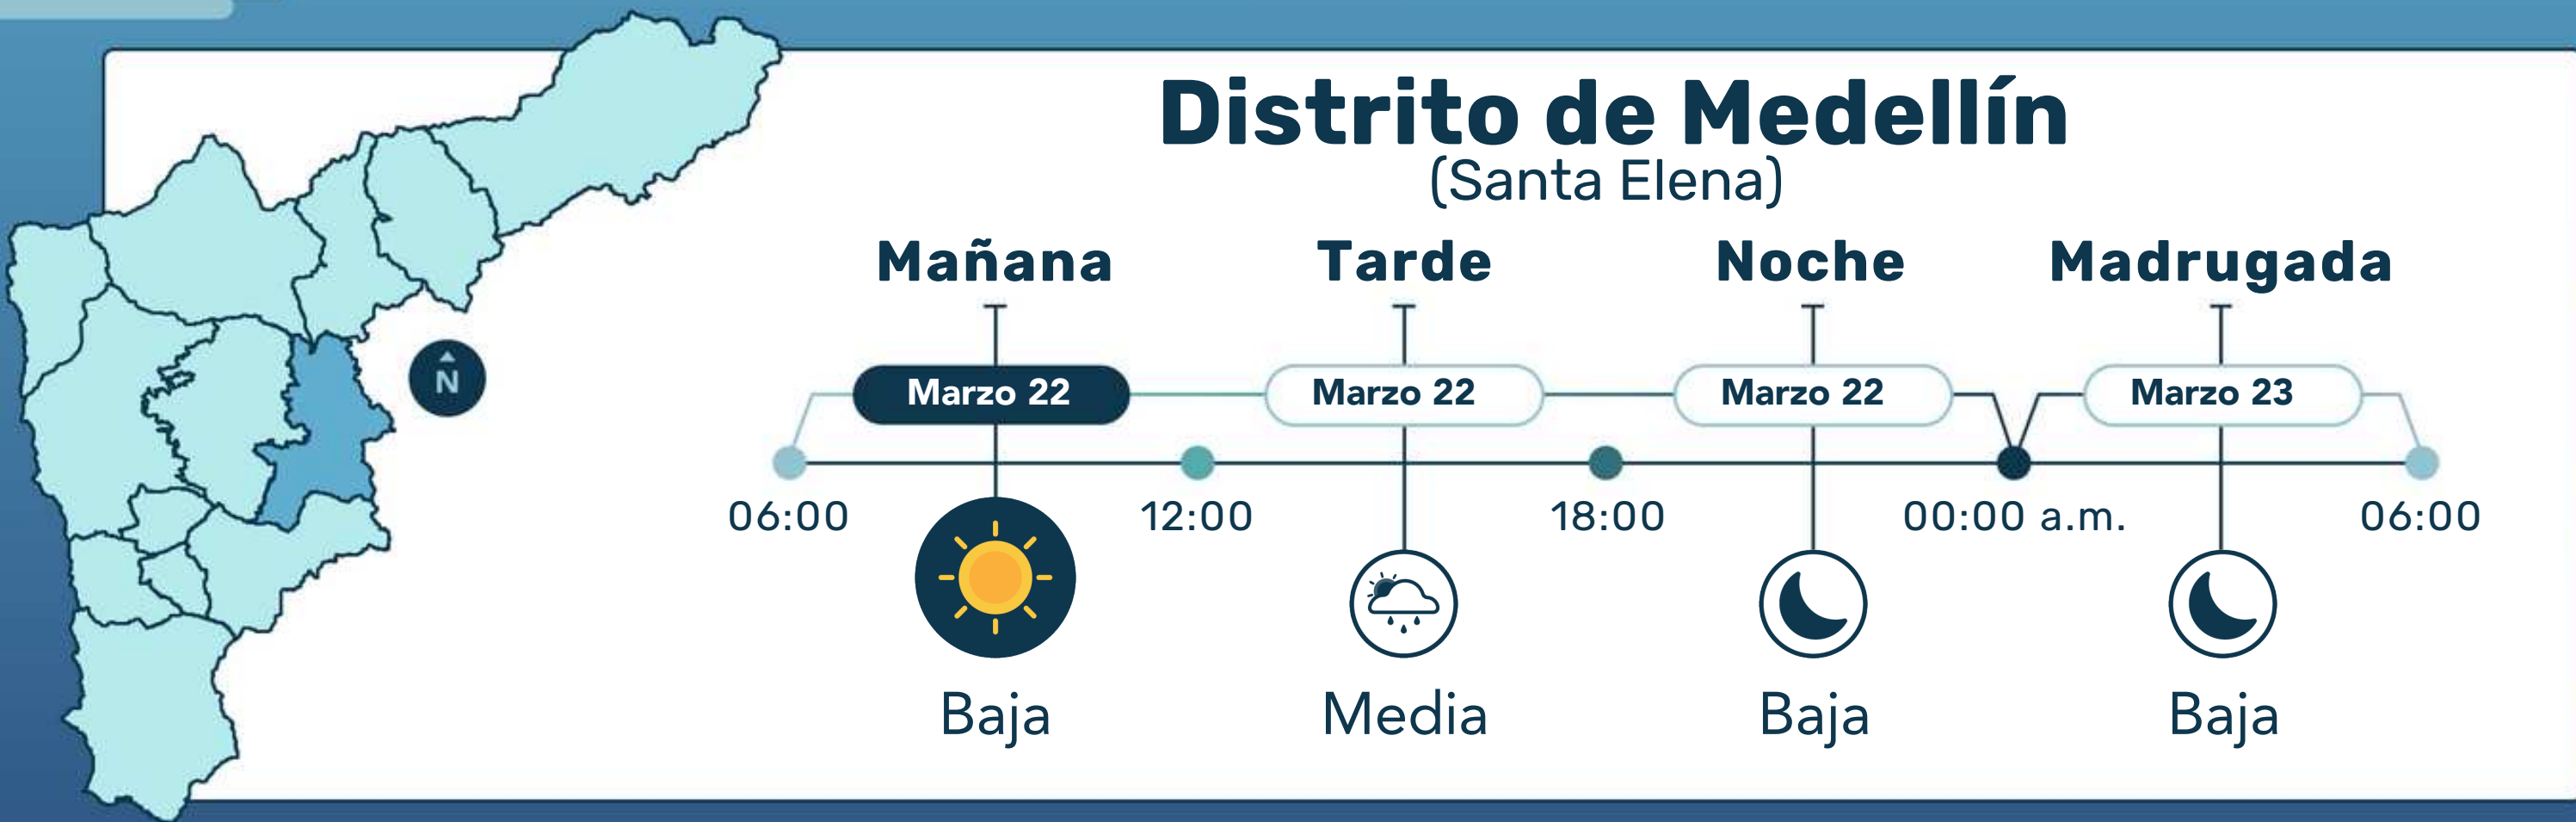 Distrito de Medellín
(Santa Elena)
Mañana Tarde Noche Madrugada
N
Marzo 22 Marzo 22 Marzo 22 Marzo 23
06:00 12:00 18:00 00:00 a.m. 06:00
Baja Media Baja Baja